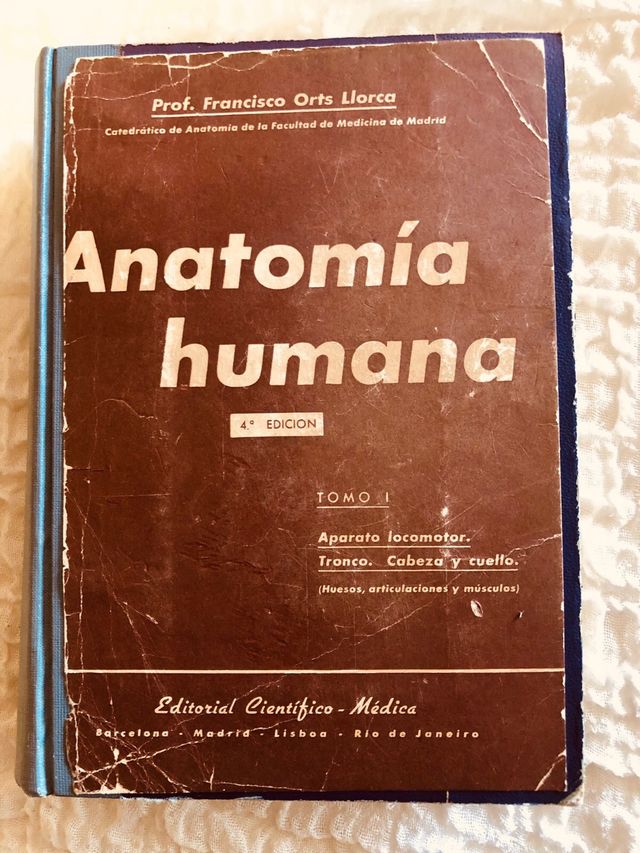 Prof. Francisco Orts Llorca
Catedrático de Anatomía de la Facultad de Medicina de Madrid
Anatomía
humana
4.ª EDICION
TOMO I
Aparato locomotor.
Tronco. Cabeza y cuello.
(Huesos, articulaciones y músculos)
Editorial Científico - Médica
Barcelona - Madrid - Lisboa - Río de Janeiro